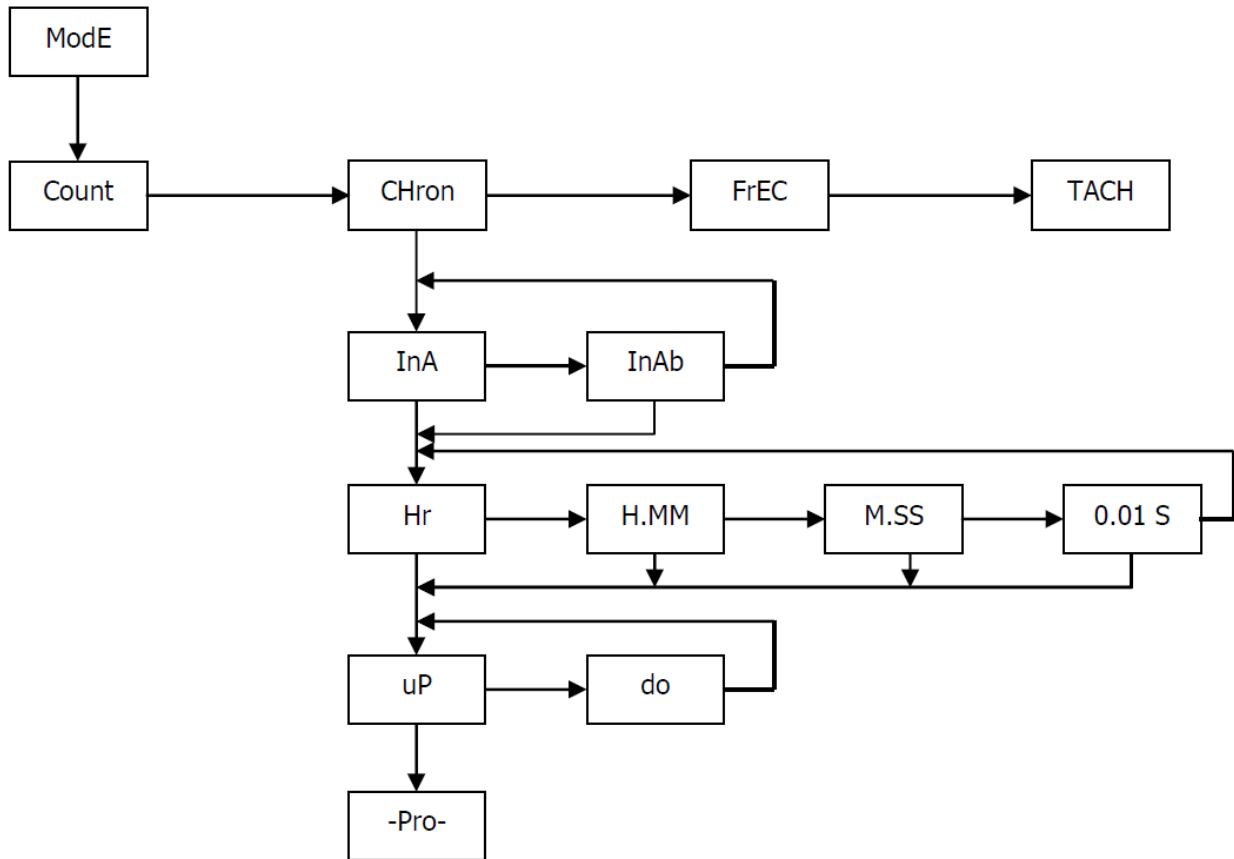 ModE
Count
CHron
FrEC
TACH
InA
InAb
Hr
H.MM
M.SS
0.01 S
uP
do
-Pro-